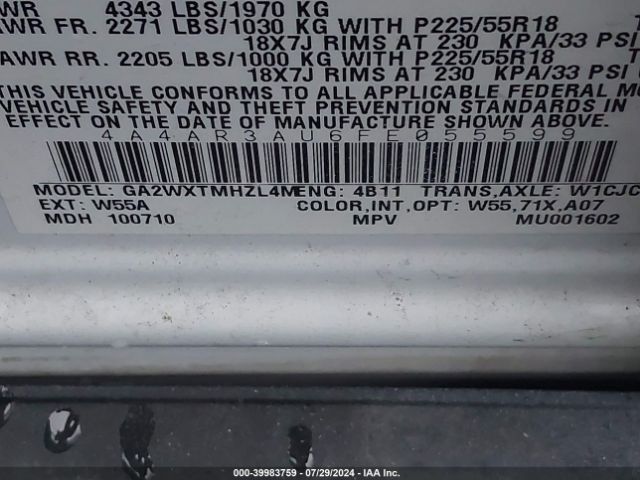 WR 4343 LBS/1970 KG
AWR FR. 2271 LBS/1030 KG WITH P225/55R18
18X7J RIMS AT 230 KPA/33 PSI
AWR RR. 2205 LBS/1000 KG WITH P225/55R18
18X7J RIMS AT 230 KPA/33 PSI
THIS VEHICLE CONFORMS TO ALL APPLICABLE FEDERAL MO
VEHICLE SAFETY AND THEFT PREVENTION STANDARDS IN
EFFECT ON THE DATE OF MANUFACTURE SHOWN ABOVE.
4A4AR3AU6FE055599
MODEL: GA2WXTMHZL4M ENG: 4B11 TRANS,AXLE: W1CJC
EXT: W55A COLOR,INT,OPT: W55,71X,A07
MDH 100710 MPV MU001602
000-39983759 - 07/29/2024 - IAA Inc.